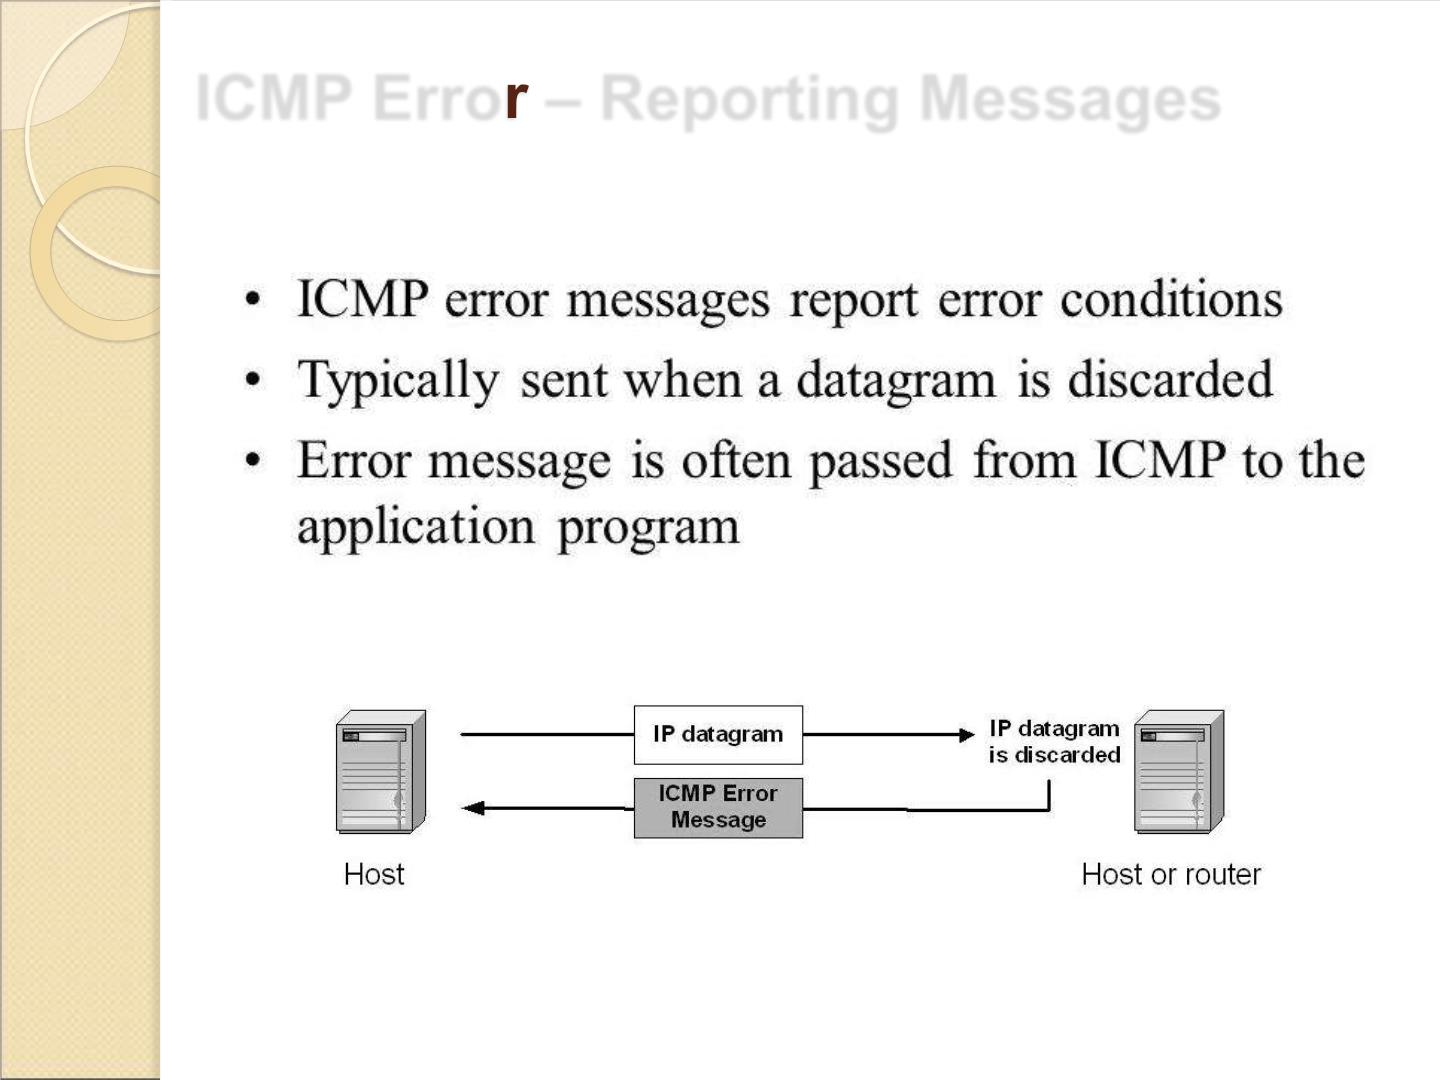 ICMP Error – Reporting Messages
• ICMP error messages report error conditions
• Typically sent when a datagram is discarded
• Error message is often passed from ICMP to the
application program
IP datagram
IP datagram
is discarded
ICMP Error
Message
Host
Host or router